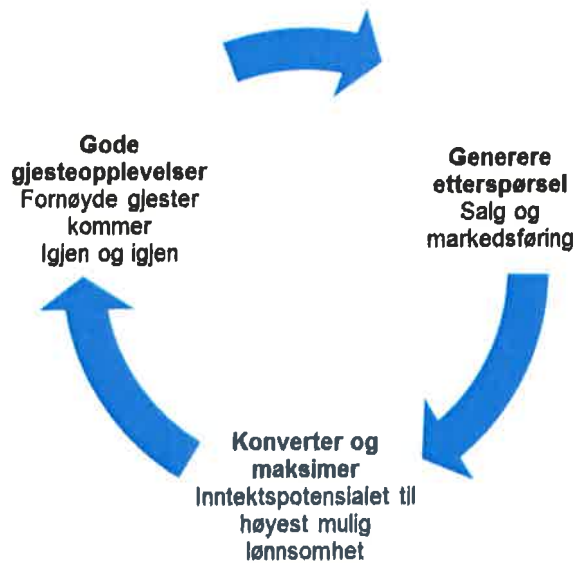 Gode
gjesteopplevelser
Fornøyde gjester
kommer
Igjen og igjen
Generere
etterspørsel
Salg og
markedsføring
Konverter og
maksimer
Inntektspotensialet til
høyest mulig
lønnsomhet